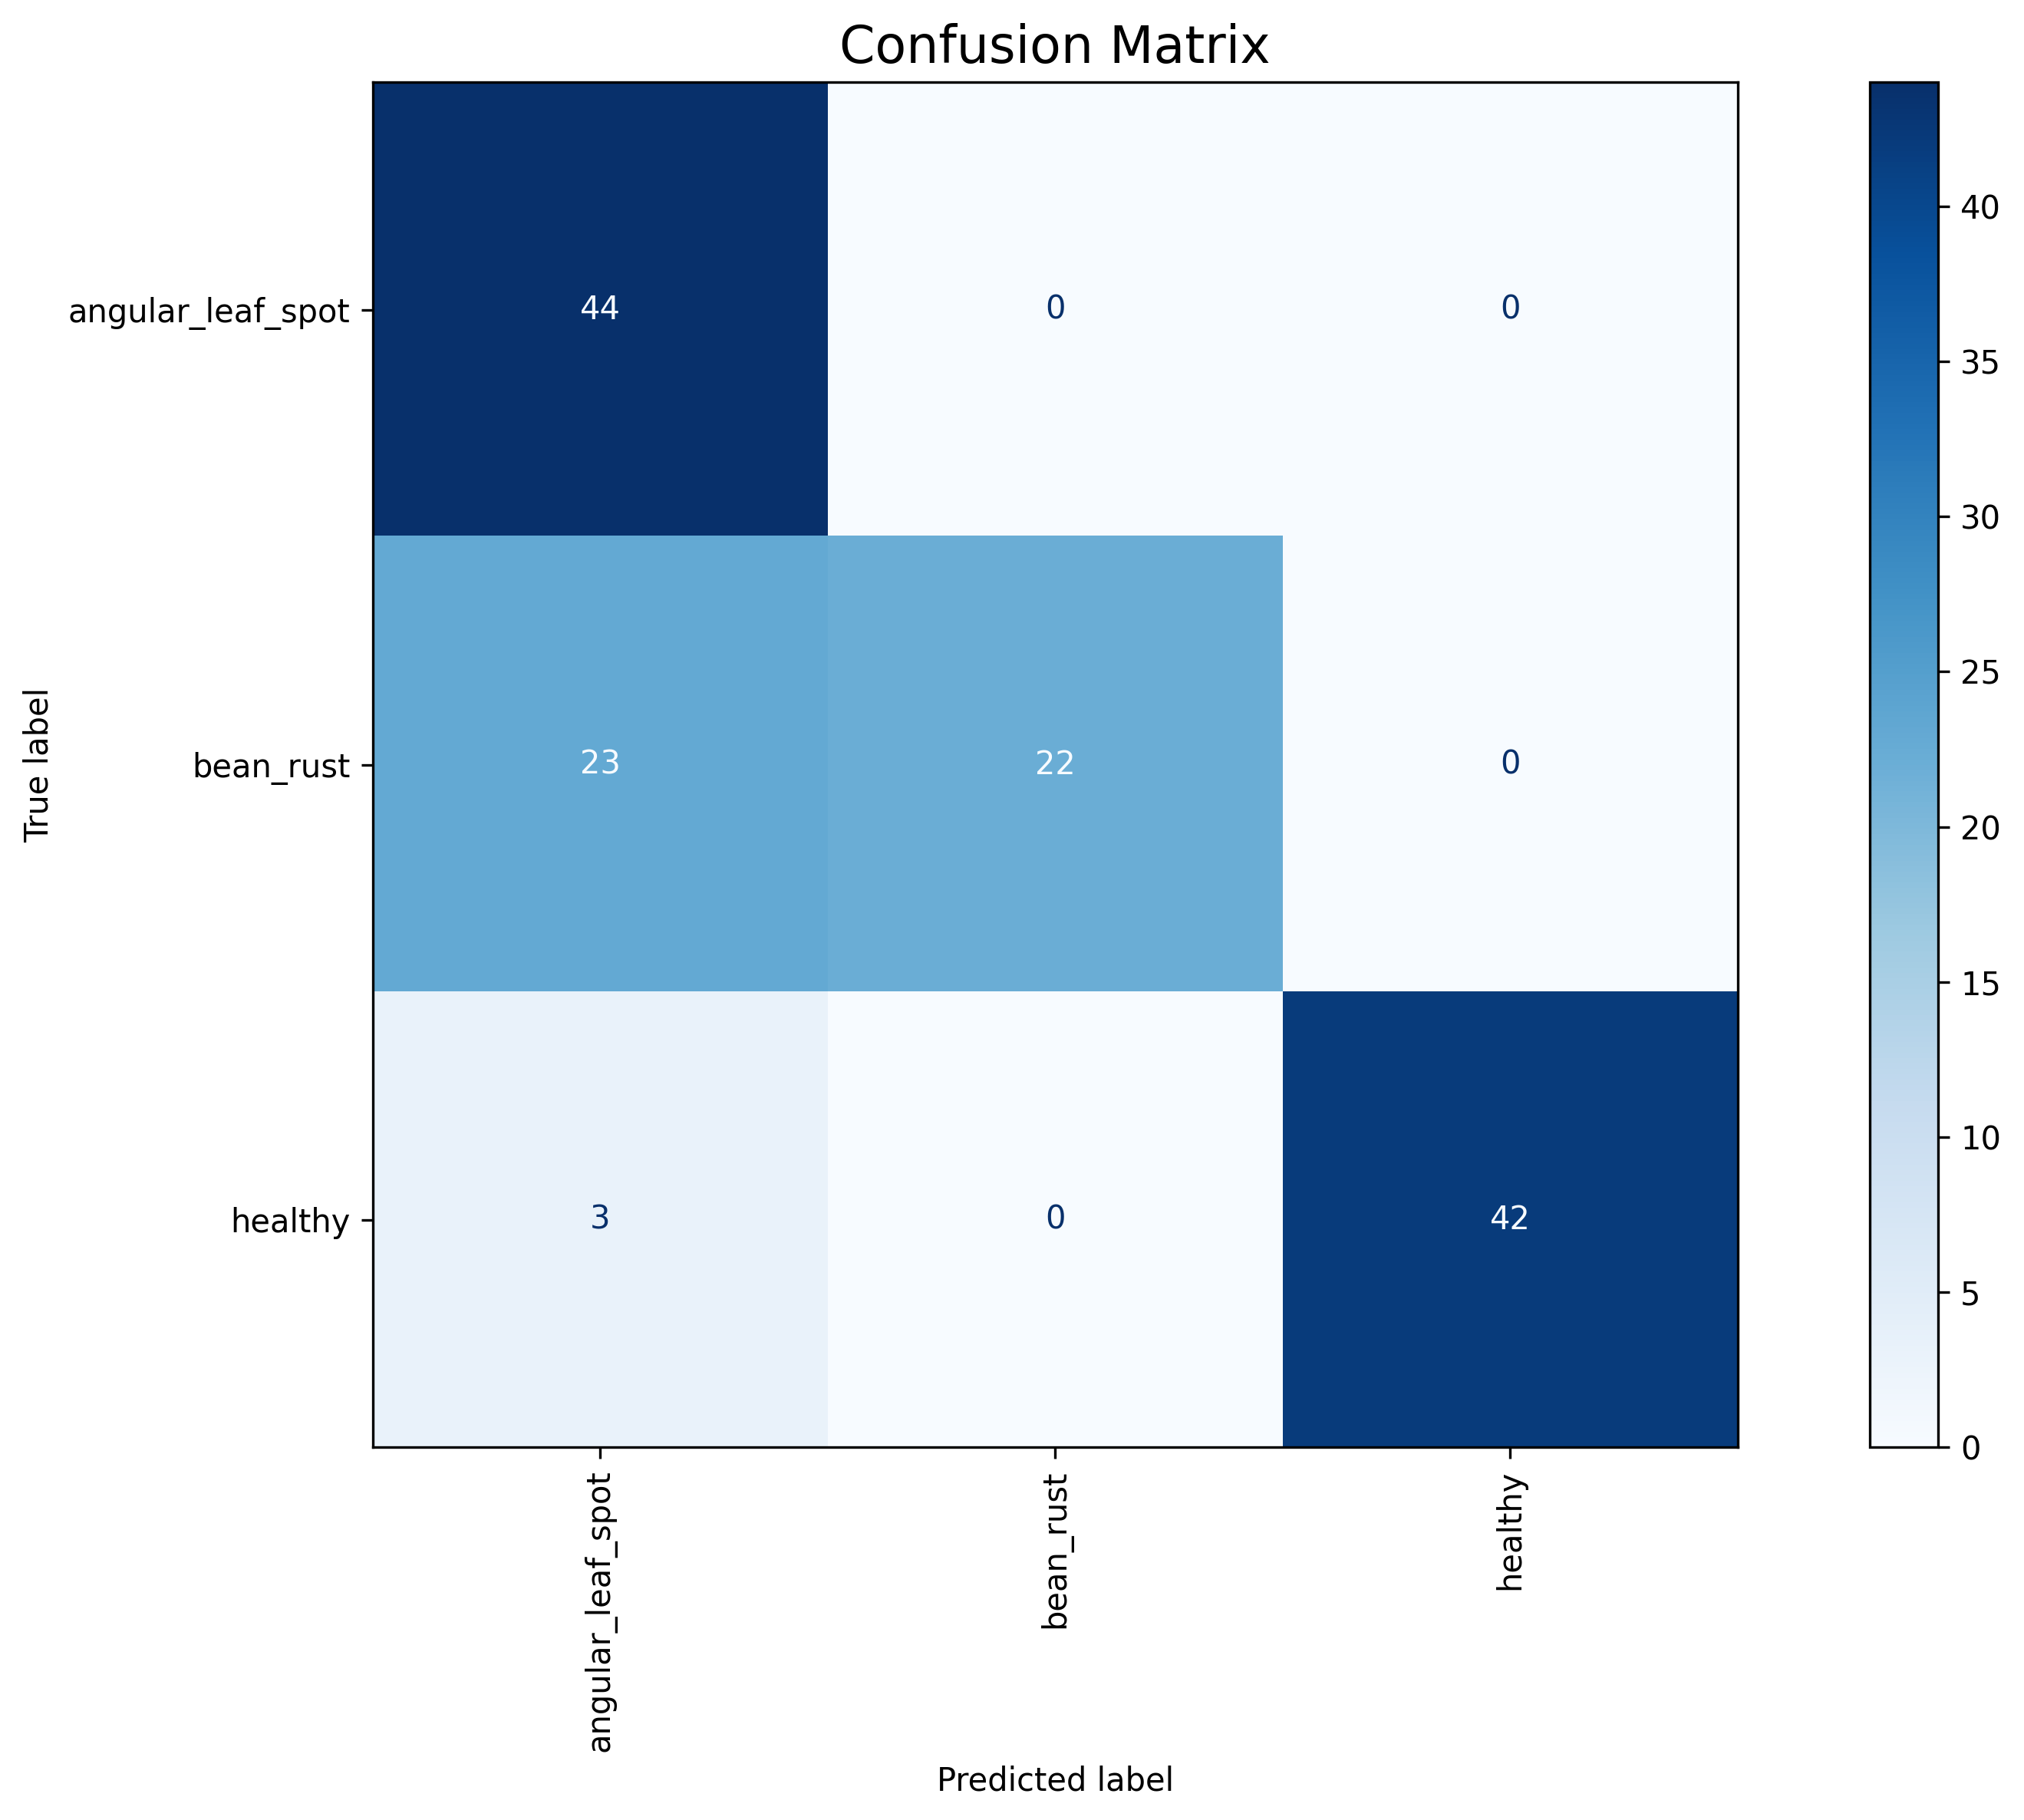 Confusion Matrix
True label
angular_leaf_spot
44
0
0
bean_rust
23
22
0
healthy
3
0
42
angular_leaf_spot
bean_rust
healthy
Predicted label
40
35
30
25
20
15
10
5
0